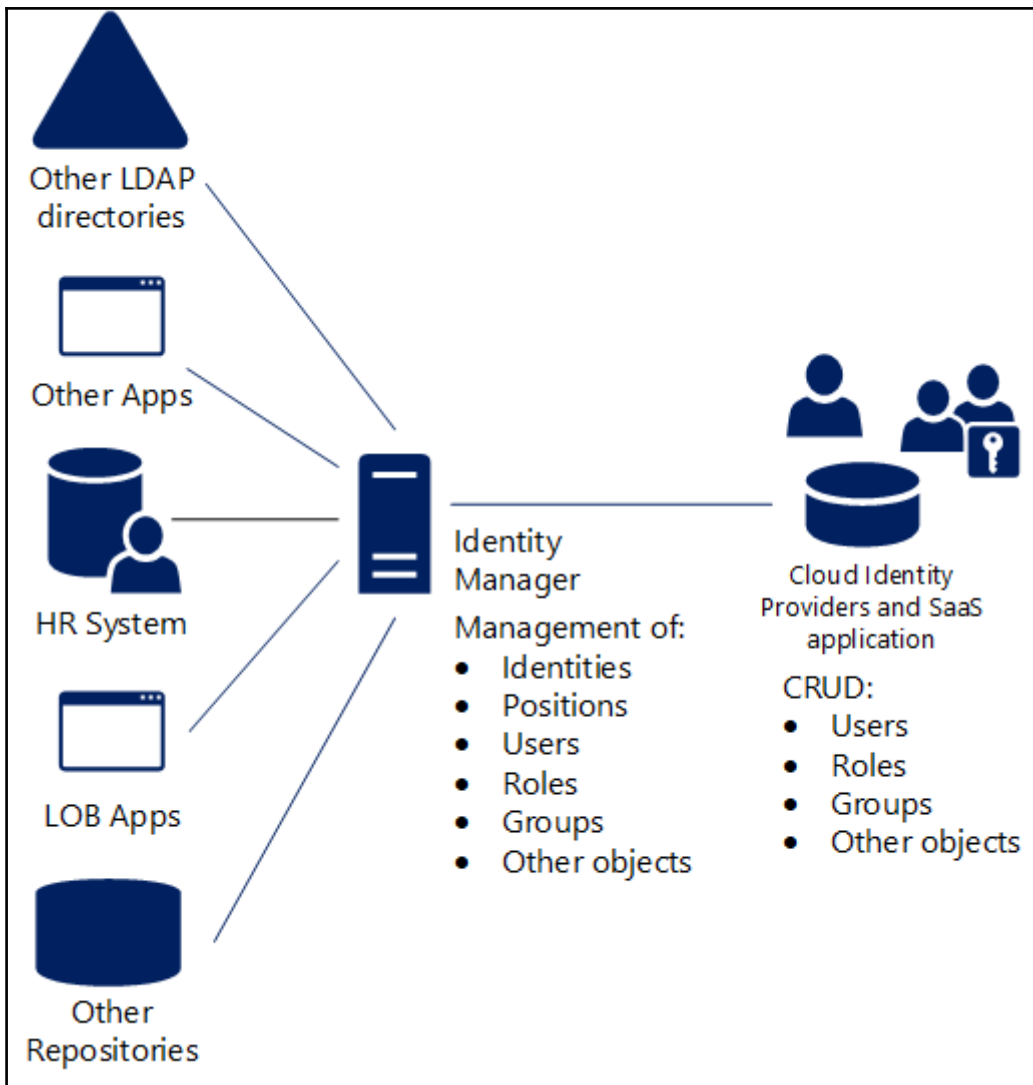 Other LDAP
directories
Other Apps
HR System
LOB Apps
Other
Repositories
Identity
Manager
Management of:
• Identities
• Positions
• Users
• Roles
• Groups
• Other objects
Cloud Identity
Providers and SaaS
application
CRUD:
• Users
• Roles
• Groups
• Other objects